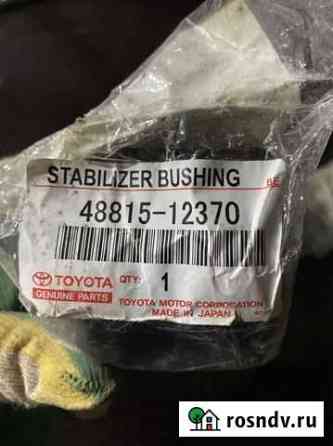 STABILIZER BUSHING
48815-12370
TOYOTA QTY: 1
GENUINE PARTS
TOYOTA MOTOR CORPORATION
MADE IN JAPAN
rosndv.ru